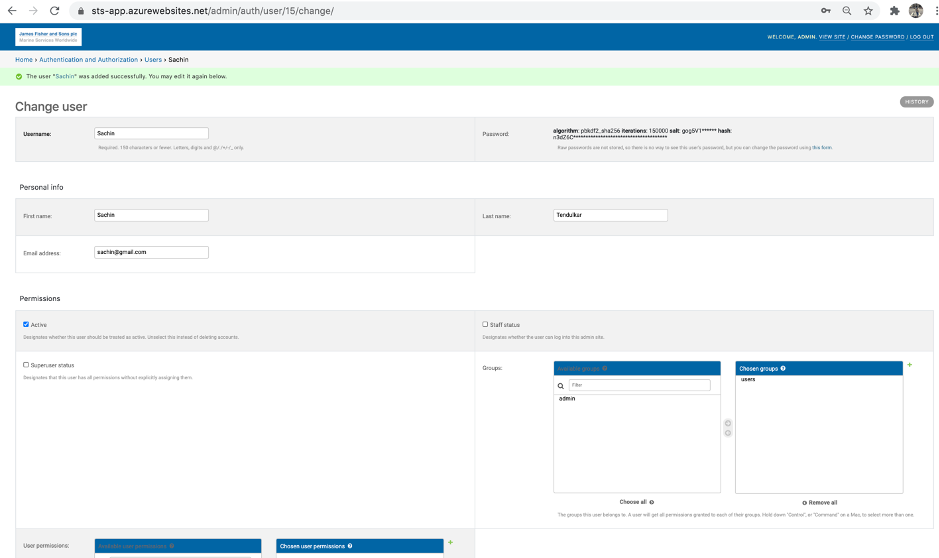 sts-app.azurewebsites.net/admin/auth/user/15/change/
James Fisher and Sons plc
Marine Services Worldwide
WELCOME, ADMIN. VIEW SITE / CHANGE PASSWORD / LOG OUT
Home › Authentication and Authorization › Users › Sachin
The user "Sachin" was added successfully. You may edit it again below.
Change user
HISTORY
Username:
Sachin
Required. 150 characters or fewer. Letters, digits and @/./+/-/_ only.
Password:
algorithm: pbkdf2_sha256 iterations: 150000 salt: gog5V1****** hash:
n3dZ6C**************************************
Raw passwords are not stored, so there is no way to see this user's password, but you can change the password using this form.
Personal info
First name:
Sachin
Last name:
Tendulkar
Email address:
sachin@gmail.com
Permissions
Active
Designates whether this user should be treated as active. Unselect this instead of deleting accounts.
Staff status
Designates whether the user can log into this admin site.
Superuser status
Designates that this user has all permissions without explicitly assigning them.
Groups:
Available groups
Filter
admin
Choose all
Chosen groups
users
Remove all
The groups this user belongs to. A user will get all permissions granted to each of their groups. Hold down "Control", or "Command" on a Mac, to select more than one.
User permissions:
Available user permissions
Chosen user permissions